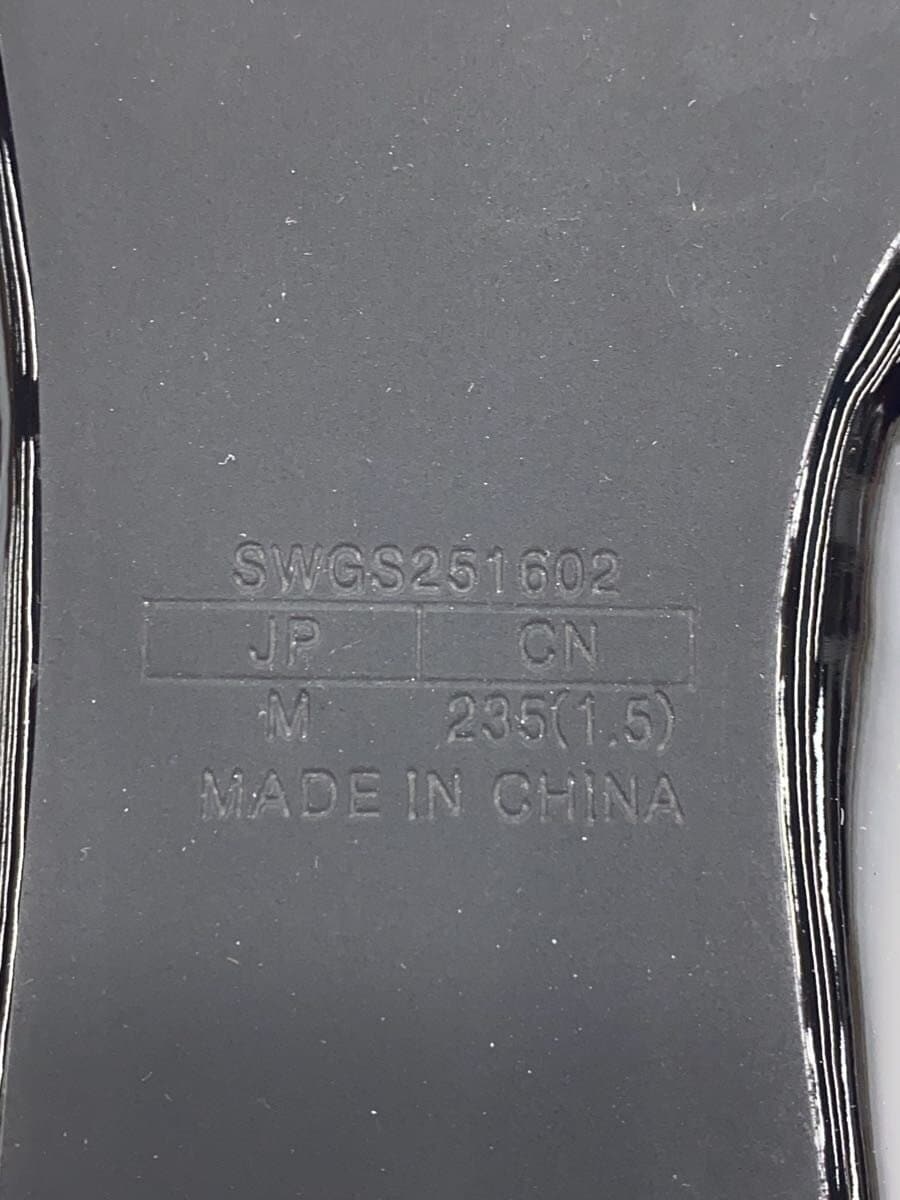 SWGS251602
JP CN
M 235(1.5)
MADE IN CHINA